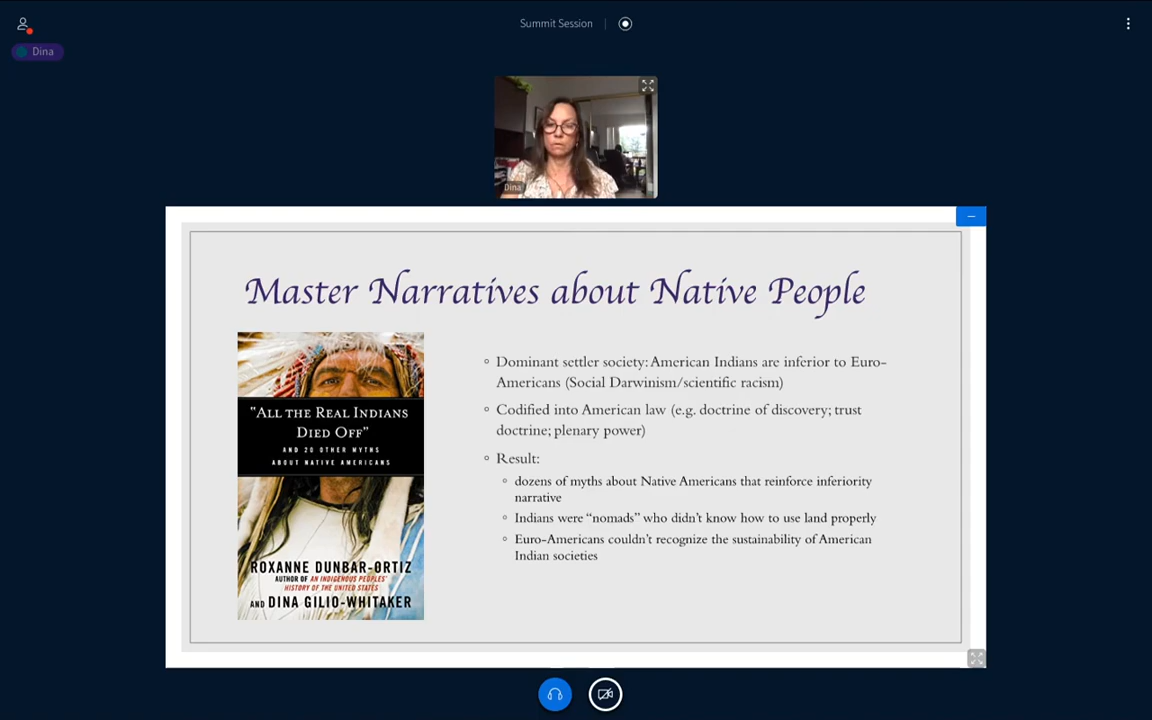 Summit Session
Dina
Dina
Master Narratives about Native People
"ALL THE REAL INDIANS
DIED OFF"
AND 20 OTHER MYTHS
ABOUT NATIVE AMERICANS
ROXANNE DUNBAR-ORTIZ
AUTHOR OF AN INDIGENOUS PEOPLES'
HISTORY OF THE UNITED STATES
AND DINA GILIO-WHITAKER
Dominant settler society: American Indians are inferior to Euro-
Americans (Social Darwinism/scientific racism)
Codified into American law (e.g. doctrine of discovery; trust
doctrine; plenary power)
Result:
dozens of myths about Native Americans that reinforce inferiority
narrative
Indians were “nomads” who didn’t know how to use land properly
Euro-Americans couldn’t recognize the sustainability of American
Indian societies